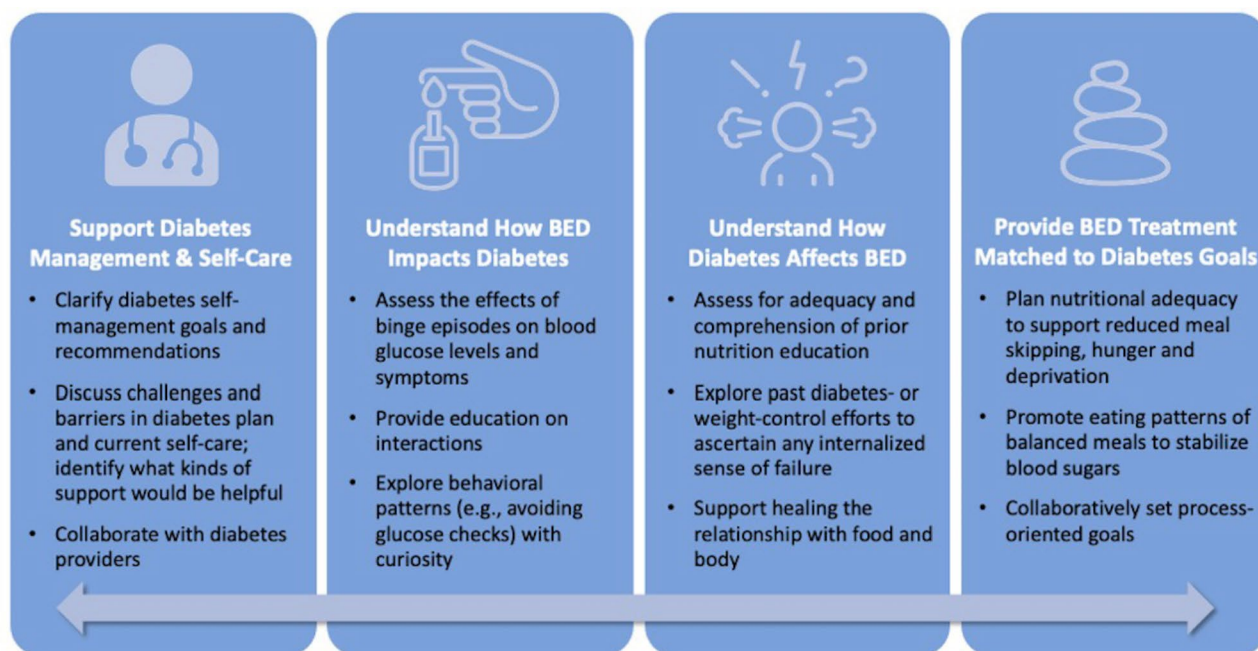 Support Diabetes
Management & Self-Care
• Clarify diabetes self-
management goals and
recommendations
• Discuss challenges and
barriers in diabetes plan
and current self-care;
identify what kinds of
support would be helpful
• Collaborate with diabetes
providers
Understand How BED
Impacts Diabetes
• Assess the effects of
binge episodes on blood
glucose levels and
symptoms
• Provide education on
interactions
• Explore behavioral
patterns (e.g., avoiding
glucose checks) with
curiosity
Understand How
Diabetes Affects BED
• Assess for adequacy and
comprehension of prior
nutrition education
• Explore past diabetes- or
weight-control efforts to
ascertain any internalized
sense of failure
• Support healing the
relationship with food and
body
Provide BED Treatment
Matched to Diabetes Goals
• Plan nutritional adequacy
to support reduced meal
skipping, hunger and
deprivation
• Promote eating patterns of
balanced meals to stabilize
blood sugars
• Collaboratively set process-
oriented goals